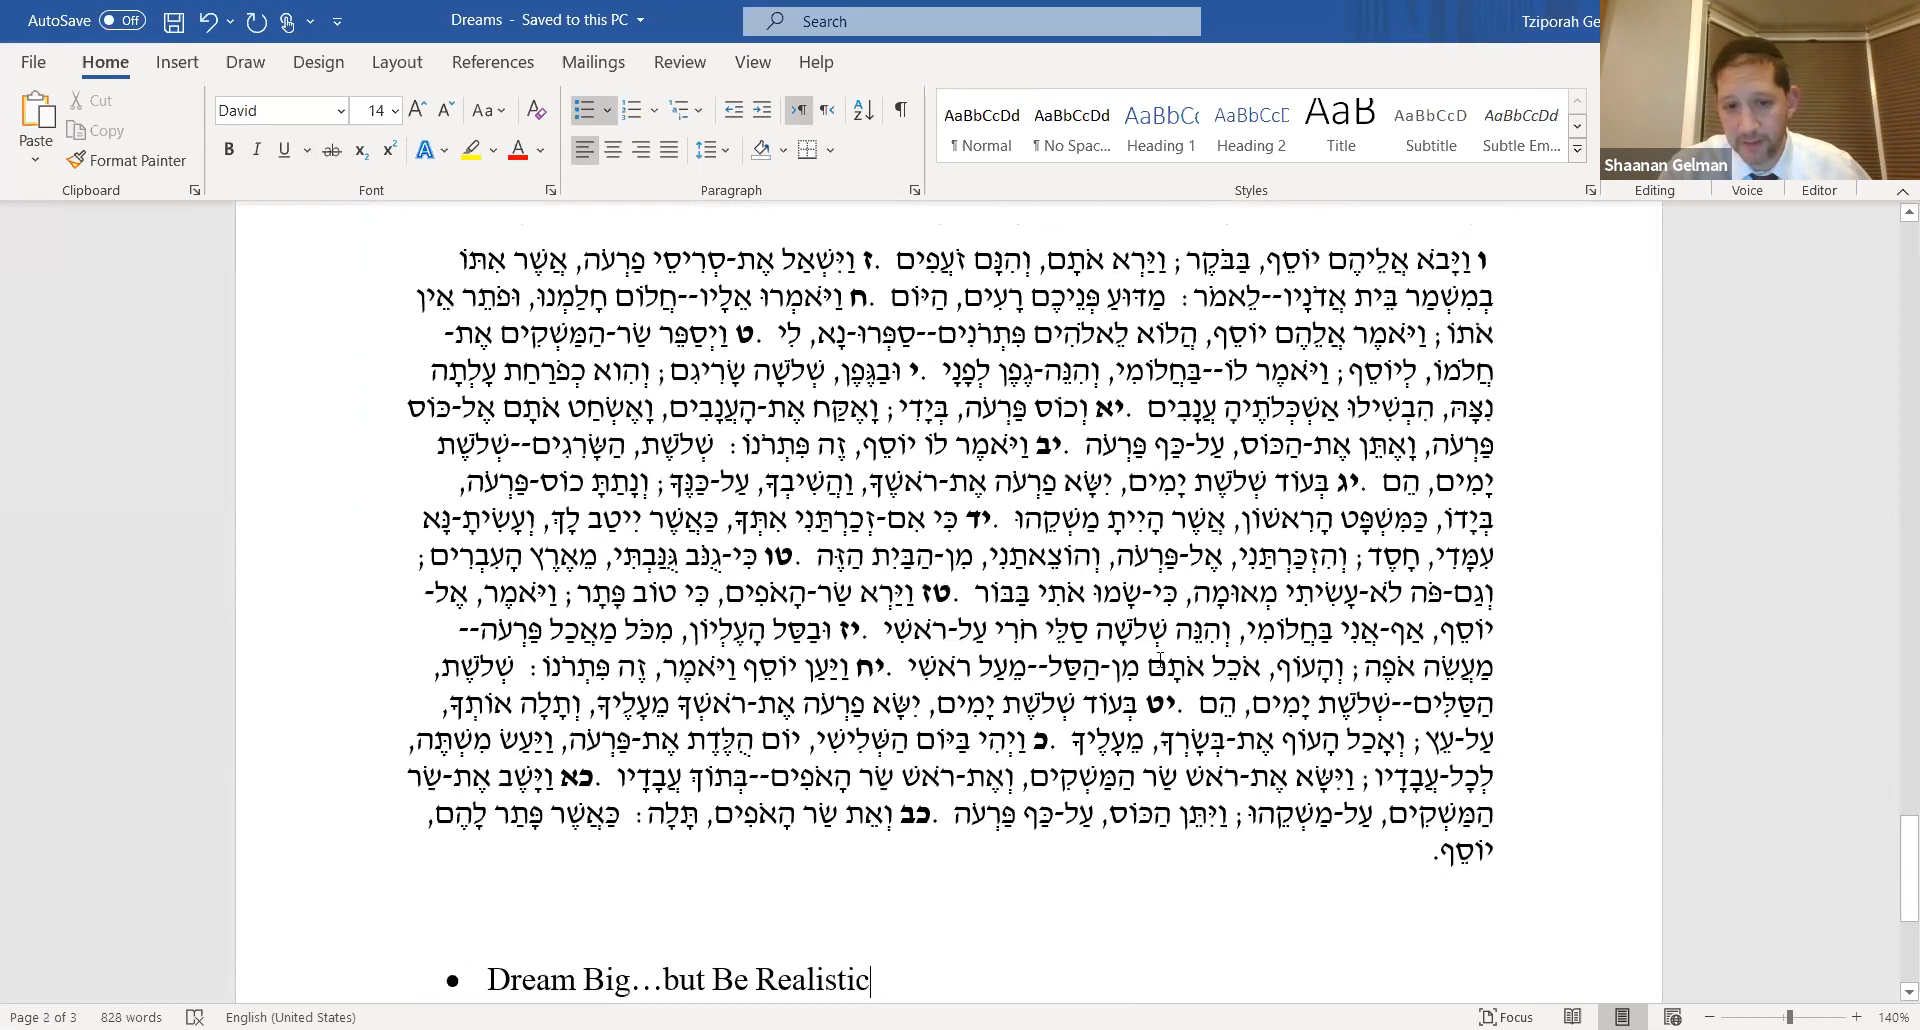 AutoSave Off
Dreams - Saved to this PC
Search
Tziporah Ge
File Home Insert Draw Design Layout References Mailings Review View Help
Paste
Cut
Copy
Format Painter
Clipboard
David 14
Font
Paragraph
AaBbCcDd AaBbCcDd AaBbCc AaBbCcD AaB AaBbCcD AaBbCcDd
¶ Normal ¶ No Spac... Heading 1 Heading 2 Title Subtitle Subtle Em...
Styles
Editing Voice Editor
Shaanan Gelman
ו וַיָּבֹא אֲלֵיהֶם יוֹסֵף, בַּבֹּקֶר; וַיַּרְא אֹתָם, וְהִנָּם זֹעֲפִים. ז וַיִּשְׁאַל אֶת-סְרִיסֵי פַרְעֹה, אֲשֶׁר אִתּוֹ
בְמִשְׁמַר בֵּית אֲדֹנָיו--לֵאמֹר: מַדּוּעַ פְּנֵיכֶם רָעִים, הַיּוֹם. ח וַיֹּאמְרוּ אֵלָיו--חֲלוֹם חָלַמְנוּ, וּפֹתֵר אֵין
אֹתוֹ; וַיֹּאמֶר אֲלֵהֶם יוֹסֵף, הֲלוֹא לֵאלֹהִים פִּתְרֹנִים--סַפְּרוּ-נָא, לִי. ט וַיְסַפֵּר שַׂר-הַמַּשְׁקִים אֶת-
חֲלֹמוֹ, לְיוֹסֵף; וַיֹּאמֶר לוֹ--בַּחֲלוֹמִי, וְהִנֵּה-גֶפֶן לְפָנָי. י וּבַגֶּפֶן, שְׁלֹשָׁה שָׂרִיגִם; וְהִוא כְפֹרַחַת עָלְתָה
נִצָּהּ, הִבְשִׁילוּ אַשְׁכְּלֹתֶיהָ עֲנָבִים. יא וְכוֹס פַּרְעֹה, בְּיָדִי; וָאֶקַּח אֶת-הָעֲנָבִים, וָאֶשְׂחַט אֹתָם אֶל-כּוֹס
פַּרְעֹה, וָאֶתֵּן אֶת-הַכּוֹס, עַל-כַּף פַּרְעֹה. יב וַיֹּאמֶר לוֹ יוֹסֵף, זֶה פִּתְרֹנוֹ: שְׁלֹשֶׁת, הַשָּׂרִגִים--שְׁלֹשֶׁת
יָמִים, הֵם. יג בְּעוֹד שְׁלֹשֶׁת יָמִים, יִשָּׂא פַרְעֹה אֶת-רֹאשֶׁךָ, וַהֲשִׁיבְךָ, עַל-כַּנֶּךָ; וְנָתַתָּ כוֹס-פַּרְעֹה,
בְּיָדוֹ, כַּמִּשְׁפָּט הָרִאשׁוֹן, אֲשֶׁר הָיִיתָ מַשְׁקֵהוּ. יד כִּי אִם-זְכַרְתַּנִי אִתְּךָ, כַּאֲשֶׁר יִיטַב לָךְ, וְעָשִׂיתָ-נָּא
עִמָּדִי, חָסֶד; וְהִזְכַּרְתַּנִי, אֶל-פַּרְעֹה, וְהוֹצֵאתַנִי, מִן-הַבַּיִת הַזֶּה. טו כִּי-גֻנֹּב גֻּנַּבְתִּי, מֵאֶרֶץ הָעִבְרִים;
וְגַם-פֹּה לֹא-עָשִׂיתִי מְאוּמָה, כִּי-שָׂמוּ אֹתִי בַּבּוֹר. טז וַיַּרְא שַׂר-הָאֹפִים, כִּי טוֹב פָּתָר; וַיֹּאמֶר, אֶל-
יוֹסֵף, אַף-אֲנִי בַּחֲלוֹמִי, וְהִנֵּה שְׁלֹשָׁה סַלֵּי חֹרִי עַל-רֹאשִׁי. יז וּבַסַּל הָעֶלְיוֹן, מִכֹּל מַאֲכַל פַּרְעֹה--
מַעֲשֵׂה אֹפֶה; וְהָעוֹף, אֹכֵל אֹתָם מִן-הַסַּל--מֵעַל רֹאשִׁי. יח וַיַּעַן יוֹסֵף וַיֹּאמֶר, זֶה פִּתְרֹנוֹ: שְׁלֹשֶׁת,
הַסַּלִּים--שְׁלֹשֶׁת יָמִים, הֵם. יט בְּעוֹד שְׁלֹשֶׁת יָמִים, יִשָּׂא פַרְעֹה אֶת-רֹאשְׁךָ מֵעָלֶיךָ, וְתָלָה אוֹתְךָ,
עַל-עֵץ; וְאָכַל הָעוֹף אֶת-בְּשָׂרְךָ, מֵעָלֶיךָ. כ וַיְהִי בַּיּוֹם הַשְּׁלִישִׁי, יוֹם הֻלֶּדֶת אֶת-פַּרְעֹה, וַיַּעַשׂ מִשְׁתֶּה,
לְכָל-עֲבָדָיו; וַיִּשָּׂא אֶת-רֹאשׁ שַׂר הַמַּשְׁקִים, וְאֶת-רֹאשׁ שַׂר הָאֹפִים--בְּתוֹךְ עֲבָדָיו. כא וַיָּשֶׁב אֶת-שַׂר
הַמַּשְׁקִים, עַל-מַשְׁקֵהוּ; וַיִּתֵּן הַכּוֹס, עַל-כַּף פַּרְעֹה. כב וְאֵת שַׂר הָאֹפִים, תָּלָה: כַּאֲשֶׁר פָּתַר לָהֶם,
יוֹסֵף.
• Dream Big…but Be Realistic
Page 2 of 3 828 words English (United States) Focus 140%